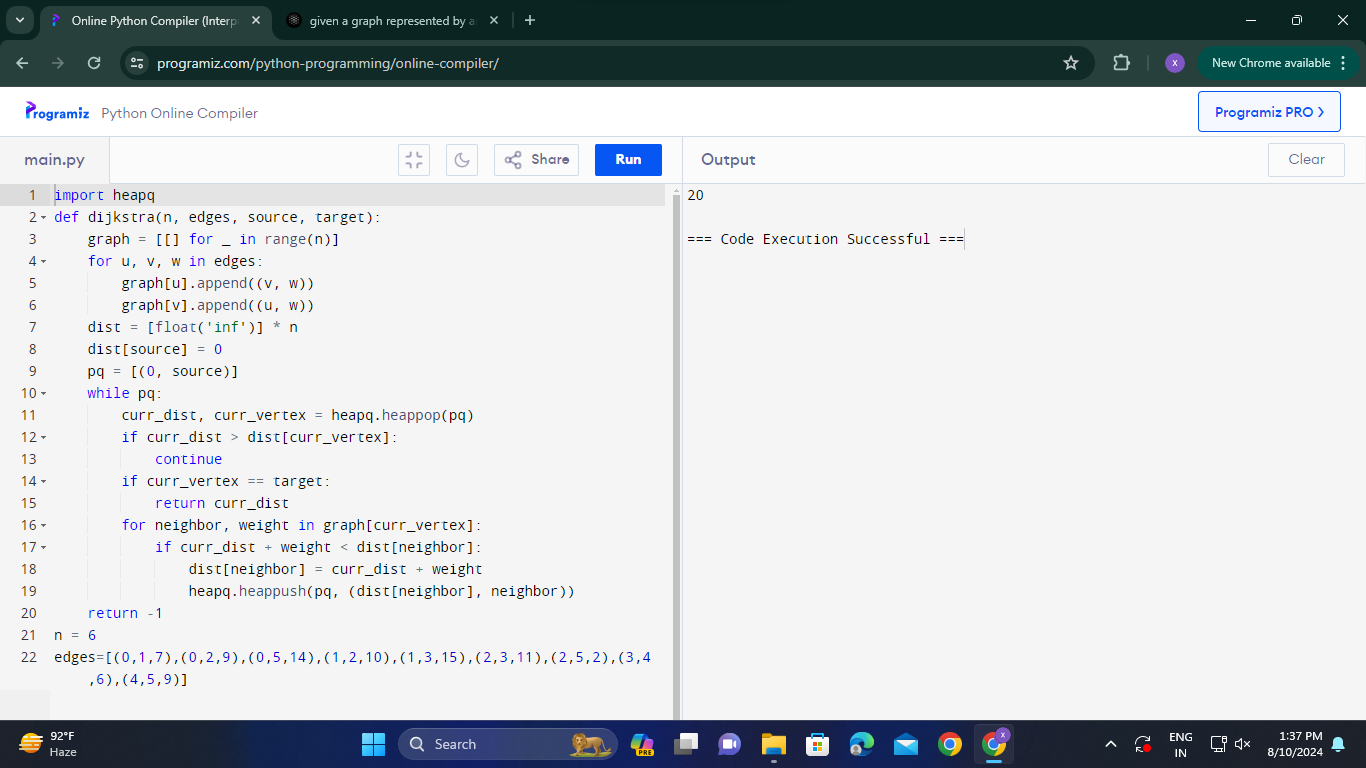 Online Python Compiler (Interp
given a graph represented by a
programiz.com/python-programming/online-compiler/
x
New Chrome available
Programiz
Python Online Compiler
Programiz PRO
main.py
Share
Run
Output
Clear
1 import heapq
2 def dijkstra(n, edges, source, target):
3 graph = [[] for _ in range(n)]
4 for u, v, w in edges:
5 graph[u].append((v, w))
6 graph[v].append((u, w))
7 dist = [float('inf')] * n
8 dist[source] = 0
9 pq = [(0, source)]
10 while pq:
11 curr_dist, curr_vertex = heapq.heappop(pq)
12 if curr_dist > dist[curr_vertex]:
13 continue
14 if curr_vertex == target:
15 return curr_dist
16 for neighbor, weight in graph[curr_vertex]:
17 if curr_dist + weight < dist[neighbor]:
18 dist[neighbor] = curr_dist + weight
19 heapq.heappush(pq, (dist[neighbor], neighbor))
20 return -1
21 n = 6
22 edges=[(0,1,7),(0,2,9),(0,5,14),(1,2,10),(1,3,15),(2,3,11),(2,5,2),(3,4
,6),(4,5,9)]
20
=== Code Execution Successful ===
92°F
Haze
Search
PRE
x
ENG
IN
1:37 PM
8/10/2024